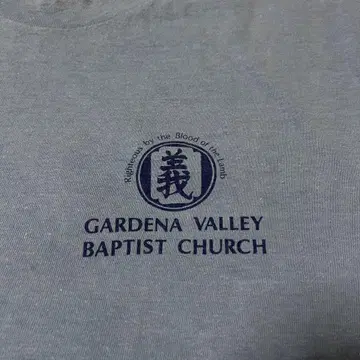 Righteous by the Blood of the Lamb
義
GARDENA VALLEY
BAPTIST CHURCH